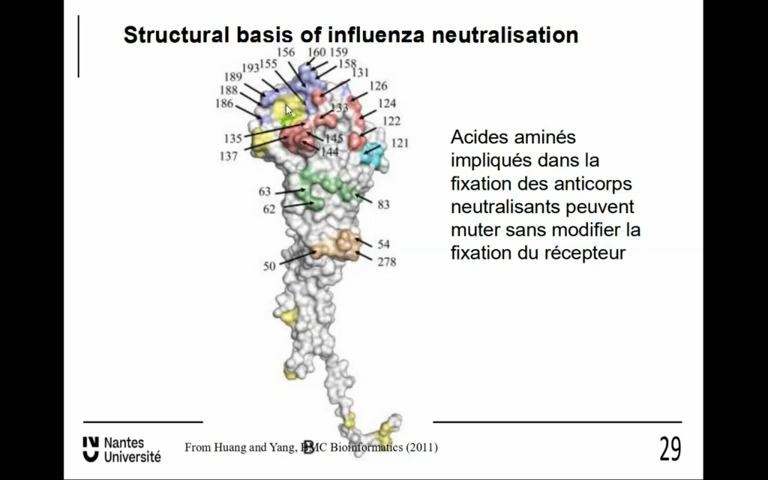 Structural basis of influenza neutralisation
156 160 159
193 155 158
189 131
188 126
186 133 124
122
135 145 121
137 144
63
62 83
54
50 278
Acides aminés
impliqués dans la
fixation des anticorps
neutralisants peuvent
muter sans modifier la
fixation du récepteur
Nantes
Université
From Huang and Yang, BMC Bioinformatics (2011)
B
29